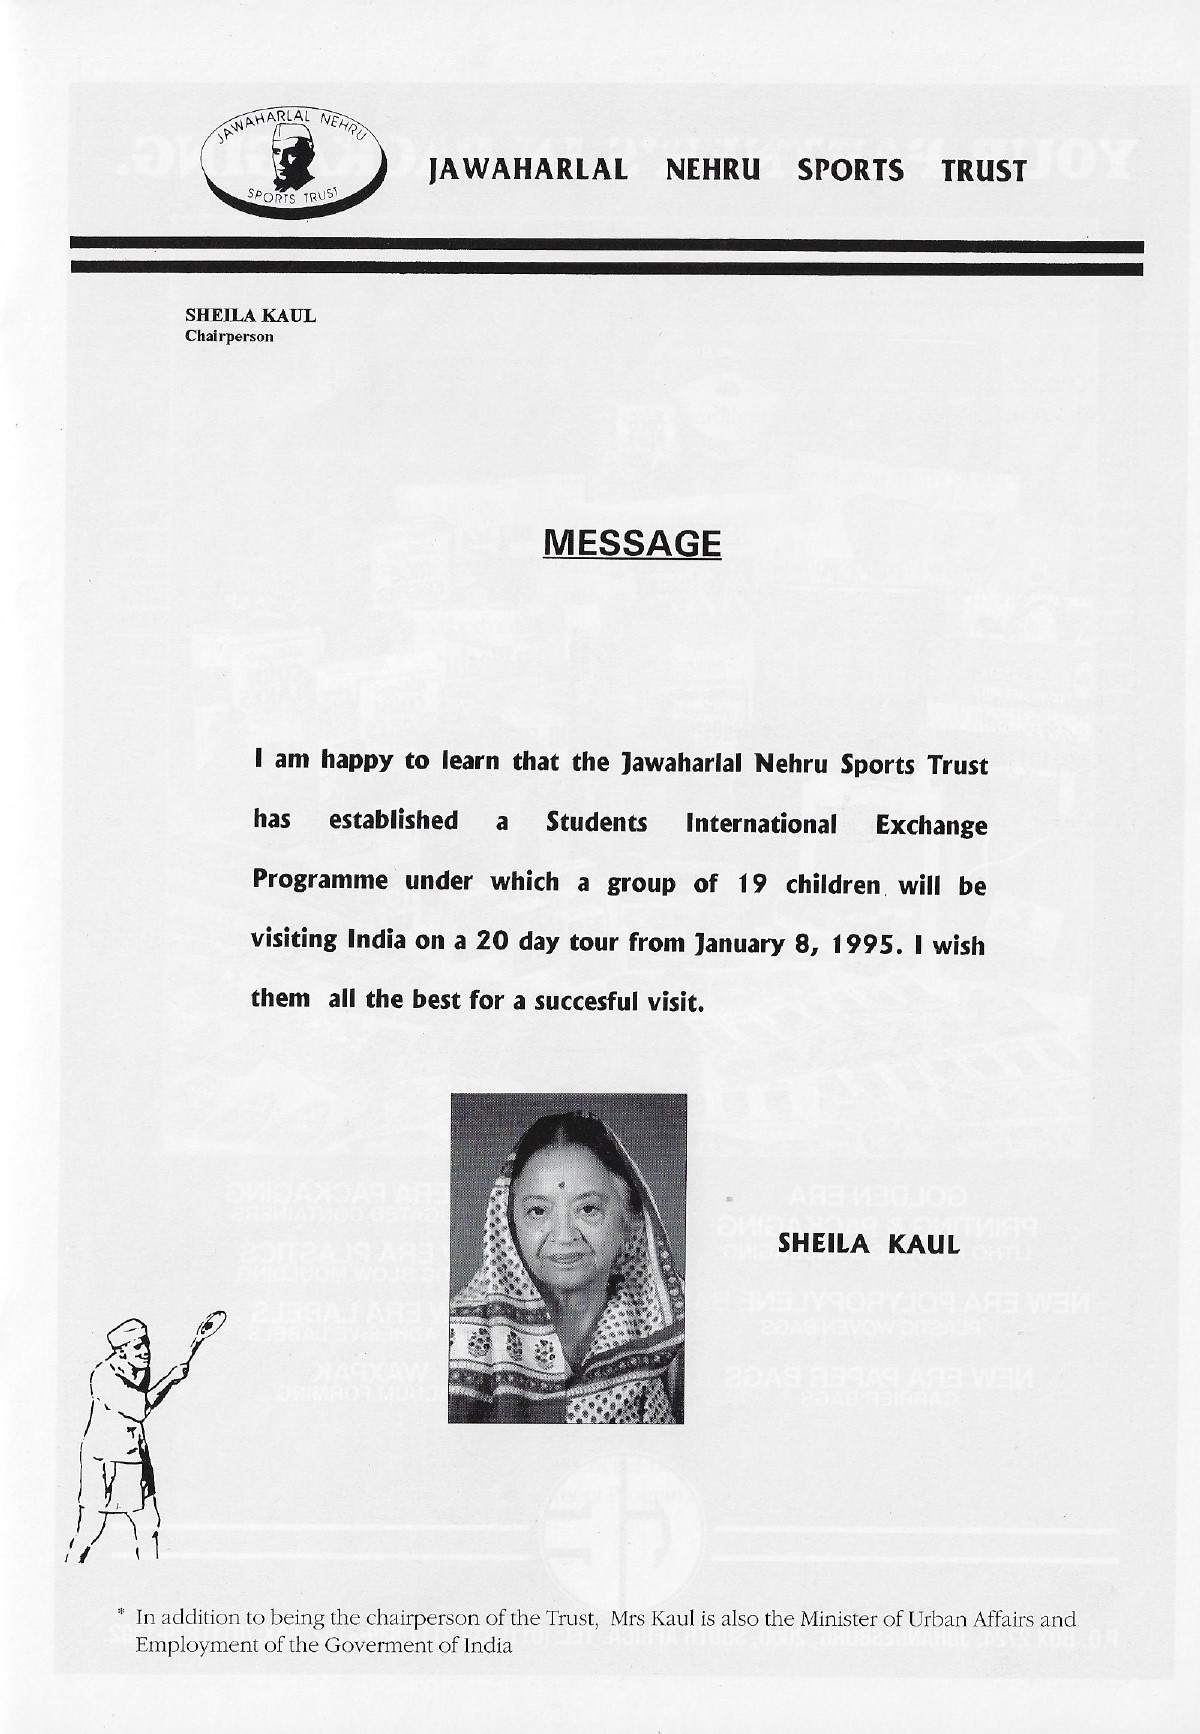 JAWAHARLAL NEHRU
SPORTS TRUST
JAWAHARLAL NEHRU SPORTS TRUST
SHEILA KAUL
Chairperson
MESSAGE
I am happy to learn that the Jawaharlal Nehru Sports Trust
has established a Students International Exchange
Programme under which a group of 19 children will be
visiting India on a 20 day tour from January 8, 1995. I wish
them all the best for a succesful visit.
SHEILA KAUL
* In addition to being the chairperson of the Trust, Mrs Kaul is also the Minister of Urban Affairs and
Employment of the Goverment of India